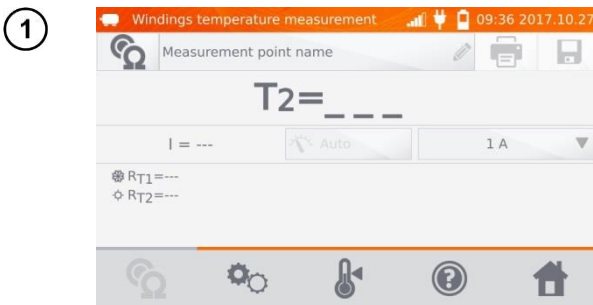 1
Windings temperature measurement 09:36 2017.10.27
Measurement point name
T2=_ _ _
I = --- Auto 1 A
RT1=---
RT2=---